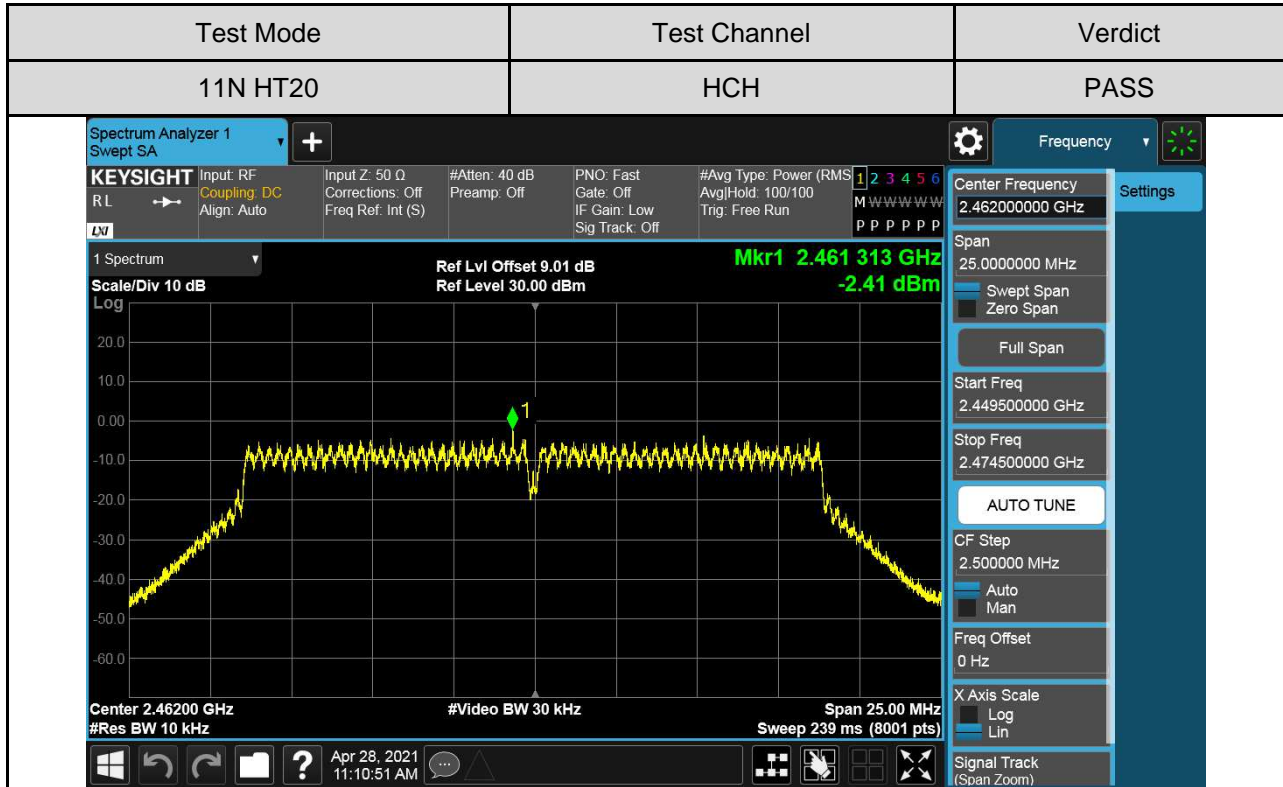 Test Mode Test Channel Verdict
11N HT20 HCH PASS
Spectrum Analyzer 1
Swept SA
+
Frequency
KEYSIGHT Input: RF Input Z: 50 Ω #Atten: 40 dB PNO: Fast #Avg Type: Power (RMS 1 2 3 4 5 6
RL Coupling: DC Corrections: Off Preamp: Off Gate: Off Avg|Hold: 100/100 M W W W W W
Align: Auto Freq Ref: Int (S) IF Gain: Low Trig: Free Run
LXI Sig Track: Off P P P P P P
Center Frequency
2.462000000 GHz
Settings
1 Spectrum
Scale/Div 10 dB
Ref Lvl Offset 9.01 dB
Ref Level 30.00 dBm
Mkr1 2.461 313 GHz
-2.41 dBm
Log
20.0
10.0
0.00
-10.0
-20.0
-30.0
-40.0
-50.0
-60.0
1
Center 2.46200 GHz #Video BW 30 kHz Span 25.00 MHz
#Res BW 10 kHz Sweep 239 ms (8001 pts)
Span
25.0000000 MHz
Swept Span
Zero Span
Full Span
Start Freq
2.449500000 GHz
Stop Freq
2.474500000 GHz
AUTO TUNE
CF Step
2.500000 MHz
Auto
Man
Freq Offset
0 Hz
X Axis Scale
Log
Lin
Signal Track
(Span Zoom)
?
Apr 28, 2021
11:10:51 AM